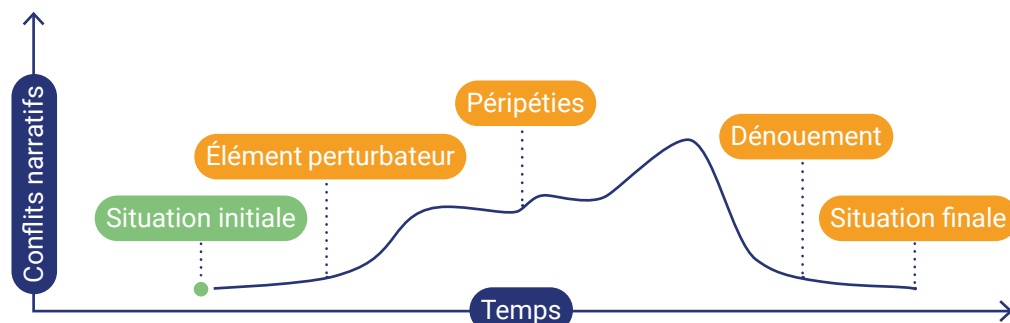 Conflits narratifs
Situation initiale
Élément perturbateur
Péripéties
Dénouement
Situation finale
Temps